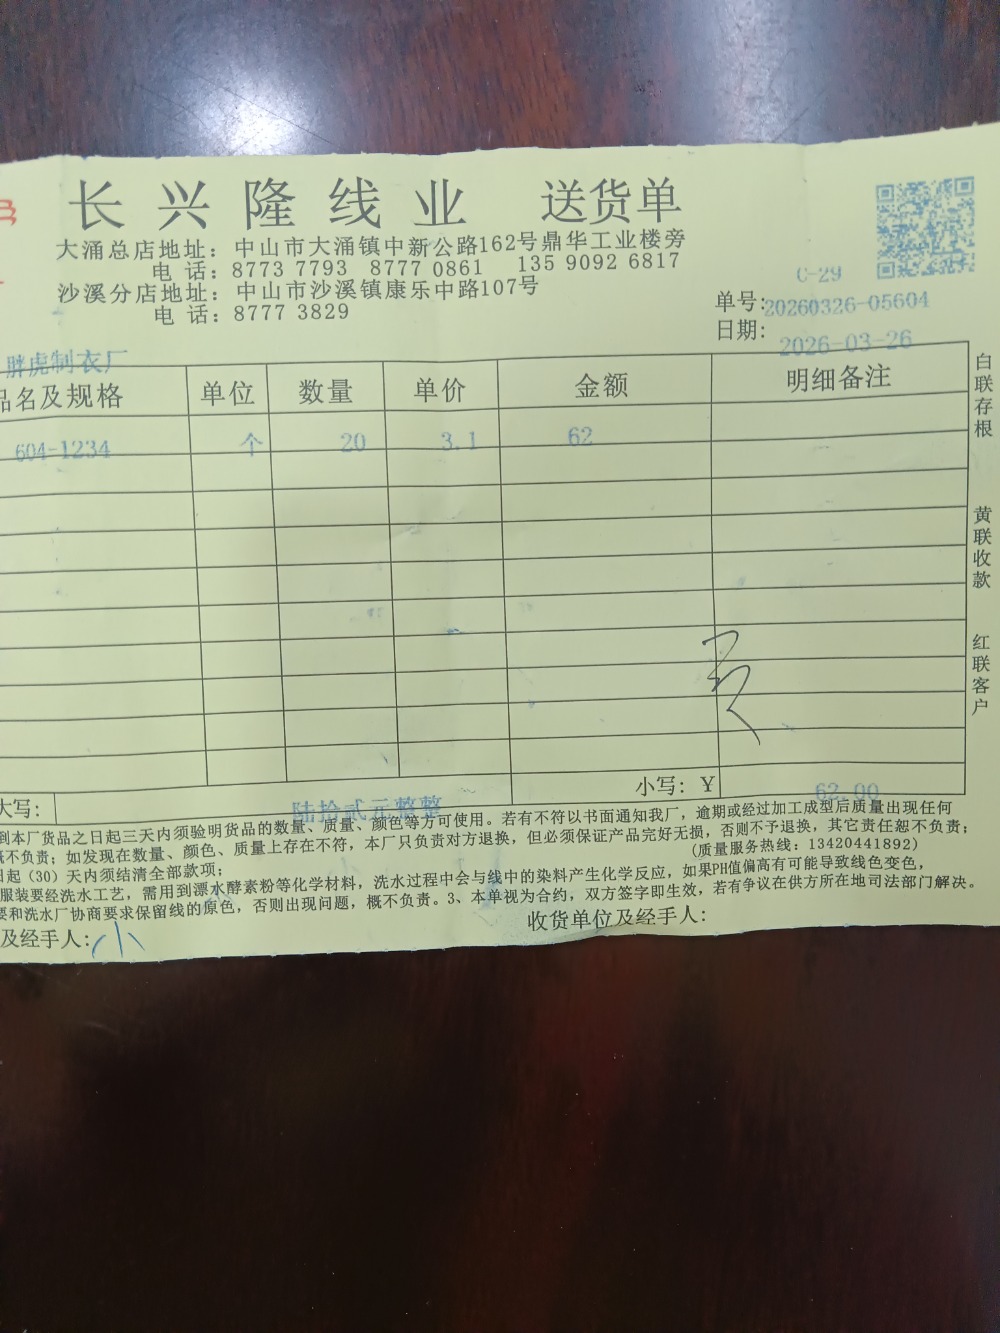 长兴隆线业 送货单
大涌总店地址：中山市大涌镇中新公路162号鼎华工业楼旁
电 话：8773 7793 8777 0861 135 9092 6817
沙溪分店地址：中山市沙溪镇康乐中路107号
电 话：8777 3829
C-29
单号：20260326-05604
日期：2026-03-26
胖虎制衣厂
品名及规格 单位 数量 单价 金额 明细备注
604-1234 个 20 3.1 62
白联存根
黄联收款
红联客户
大写： 陆拾贰元整整 小写：￥ 62.00
到本厂货品之日起三天内须验明货品的数量、质量、颜色等方可使用。若有不符以书面通知我厂，逾期或经过加工成型后质量出现任何
概不负责；如发现在数量、颜色、质量上存在不符，本厂只负责对方退换，但必须保证产品完好无损，否则不予退换，其它责任恕不负责；
日起（30）天内须结清全部款项； (质量服务热线：13420441892)
服装要经洗水工艺，需用到漂水酵素粉等化学材料，洗水过程中会与线中的染料产生化学反应，如果PH值偏高有可能导致线色变色，
要和洗水厂协商要求保留线的原色，否则出现问题，概不负责。3、本单视为合约，双方签字即生效，若有争议在供方所在地司法部门解决。
及经手人：小 收货单位及经手人：